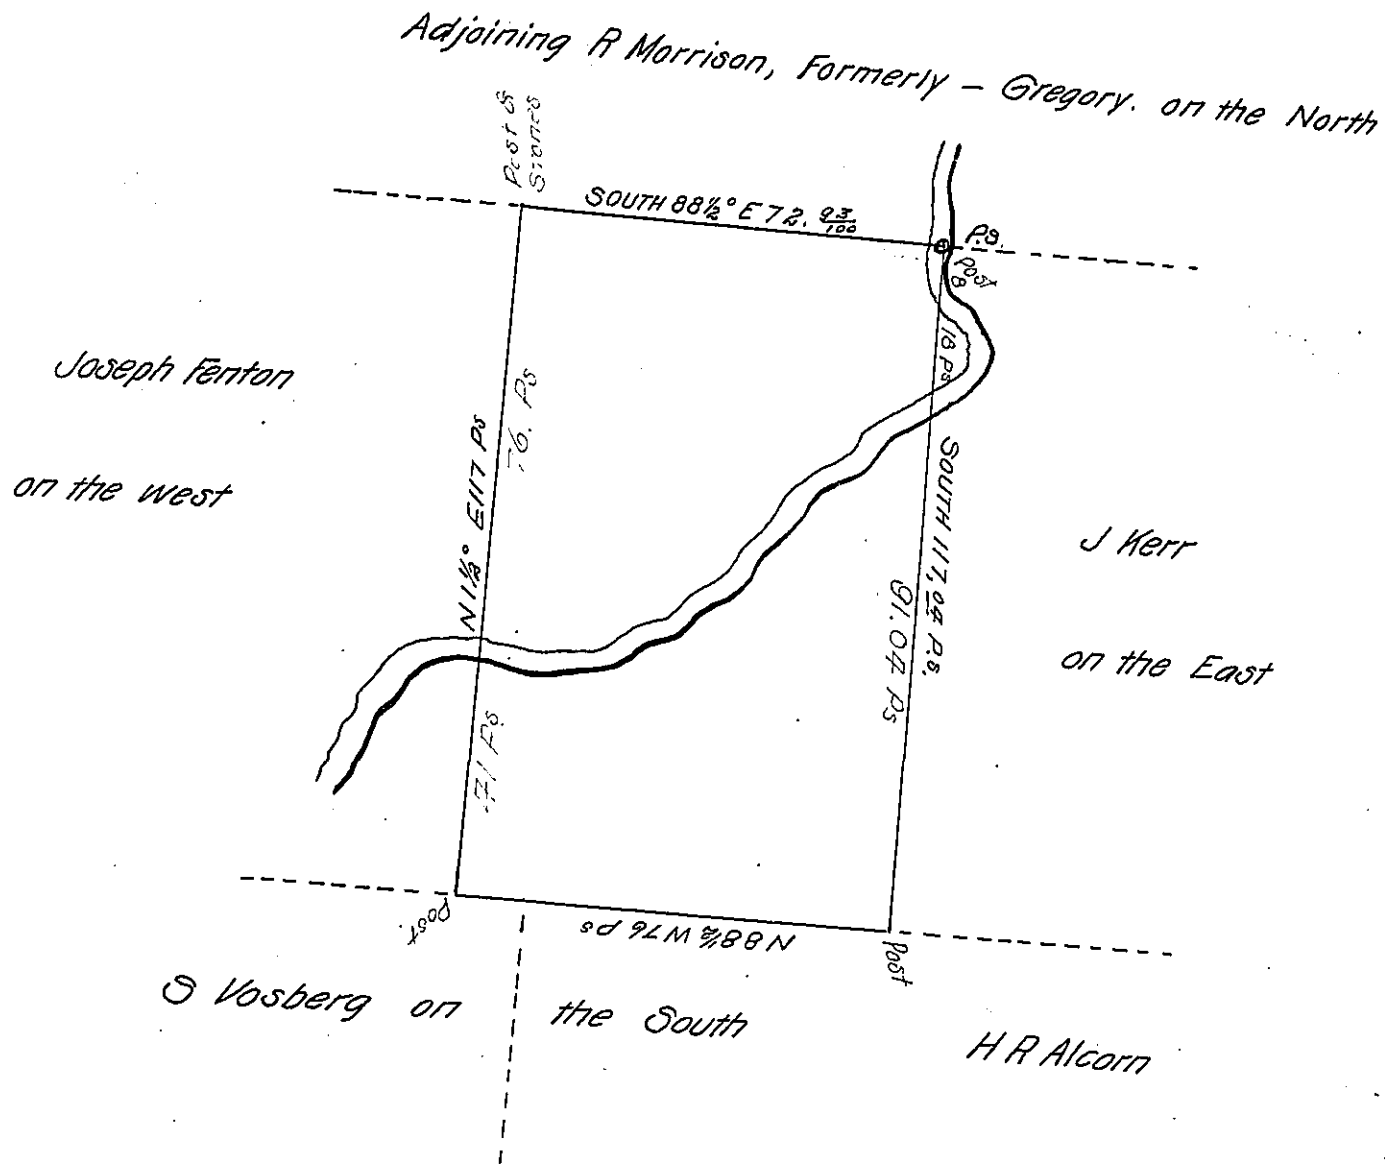 Adjoining R Morrison, Formerly – Gregory. on the North
Post &
Stones
SOUTH 88½° E 72. 93/100
P.s.
Post
8
18 ps
Joseph Fenton
on the west
N 1½° E 117 Ps
76. Ps
41 Ps
SOUTH 117,04 P.s,
91.04 Ps
J Kerr
on the East
Post.
N 88½ W 76 ps
Post
S Vosberg on the South
H R Alcorn